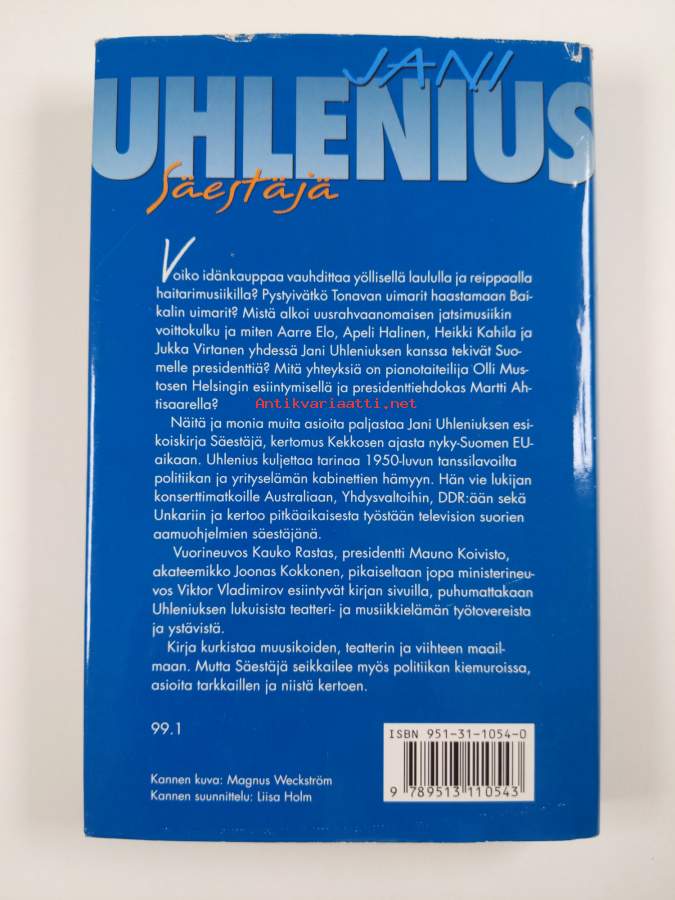 JANI
UHLENIUS
Säestäjä
Voiko idänkauppaa vauhdittaa yöllisellä laululla ja reippaalla
haitarimusiikilla? Pystyivätkö Tonavan uimarit haastamaan Bai-
kalin uimarit? Mistä alkoi uusrahvaanomaisen jatsimusiikin
voittokulku ja miten Aarre Elo, Apeli Halinen, Heikki Kahila ja
Jukka Virtanen yhdessä Jani Uhleniuksen kanssa tekivät Suo-
melle presidenttiä? Mitä yhteyksiä on pianotaiteilija Olli Mus-
tosen Helsingin esiintymisellä ja presidenttiehdokas Martti Ah-
tisaarella?
Antikvariaatti.net
Näitä ja monia muita asioita paljastaa Jani Uhleniuksen esi-
koiskirja Säestäjä, kertomus Kekkosen ajasta nyky-Suomen EU-
aikaan. Uhlenius kuljettaa tarinaa 1950-luvun tanssilavoilta
politiikan ja yrityselämän kabinettien hämyyn. Hän vie lukijan
konserttimatkoille Australiaan, Yhdysvaltoihin, DDR:ään sekä
Unkariin ja kertoo pitkäaikaisesta työstään television suorien
aamuohjelmien säestäjänä.
Vuorineuvos Kauko Rastas, presidentti Mauno Koivisto,
akateemikko Joonas Kokkonen, pikaiseltaan jopa ministerineu-
vos Viktor Vladimirov esiintyvät kirjan sivuilla, puhumattakaan
Uhleniuksen lukuisista teatteri- ja musiikkielämän työtovereista
ja ystävistä.
Kirja kurkistaa muusikoiden, teatterin ja viihteen maail-
maan. Mutta Säestäjä seikkailee myös politiikan kiemuroissa,
asioita tarkkaillen ja niistä kertoen.
99.1
ISBN 951-31-1054-0
9 789513 110543
Kannen kuva: Magnus Weckström
Kannen suunnittelu: Liisa Holm